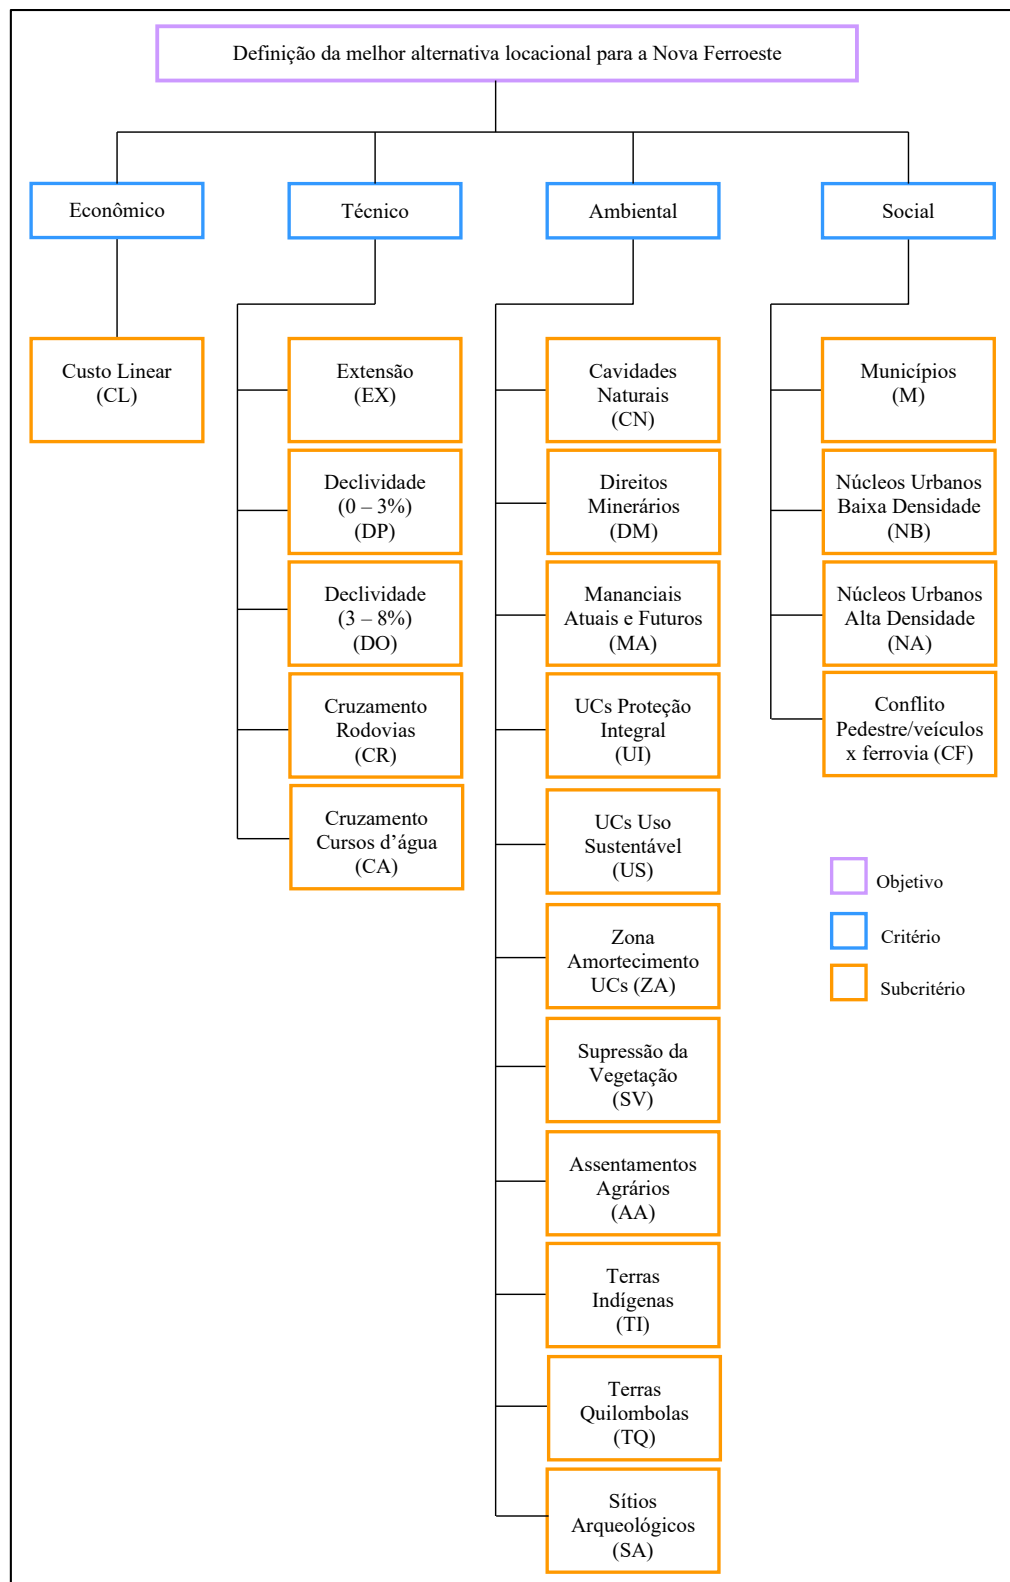 Definição da melhor alternativa locacional para a Nova Ferroeste
Econômico
Técnico
Ambiental
Social
Custo Linear
(CL)
Extensão
(EX)
Declividade
(0 – 3%)
(DP)
Declividade
(3 – 8%)
(DO)
Cruzamento
Rodovias
(CR)
Cruzamento
Cursos d’água
(CA)
Cavidades
Naturais
(CN)
Direitos
Minerários
(DM)
Mananciais
Atuais e Futuros
(MA)
UCs Proteção
Integral
(UI)
UCs Uso
Sustentável
(US)
Zona
Amortecimento
UCs (ZA)
Supressão da
Vegetação
(SV)
Assentamentos
Agrários
(AA)
Terras
Indígenas
(TI)
Terras
Quilombolas
(TQ)
Sítios
Arqueológicos
(SA)
Municípios
(M)
Núcleos Urbanos
Baixa Densidade
(NB)
Núcleos Urbanos
Alta Densidade
(NA)
Conflito
Pedestre/veículos
x ferrovia (CF)
Objetivo
Critério
Subcritério